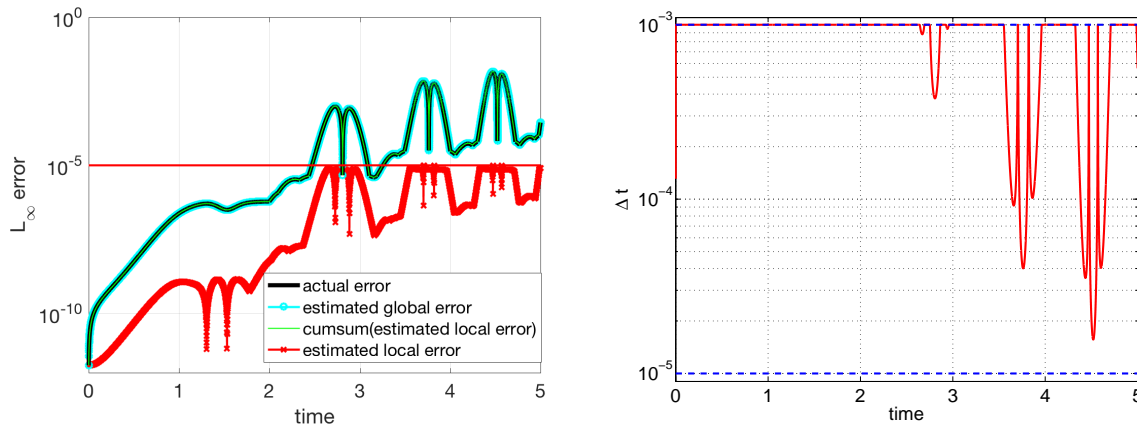 10^0
10^-5
10^-10
L∞ error
0 1 2 3 4 5
time
actual error
estimated global error
cumsum(estimated local error)
estimated local error
10^-3
10^-4
10^-5
Δ t
0 1 2 3 4 5
time